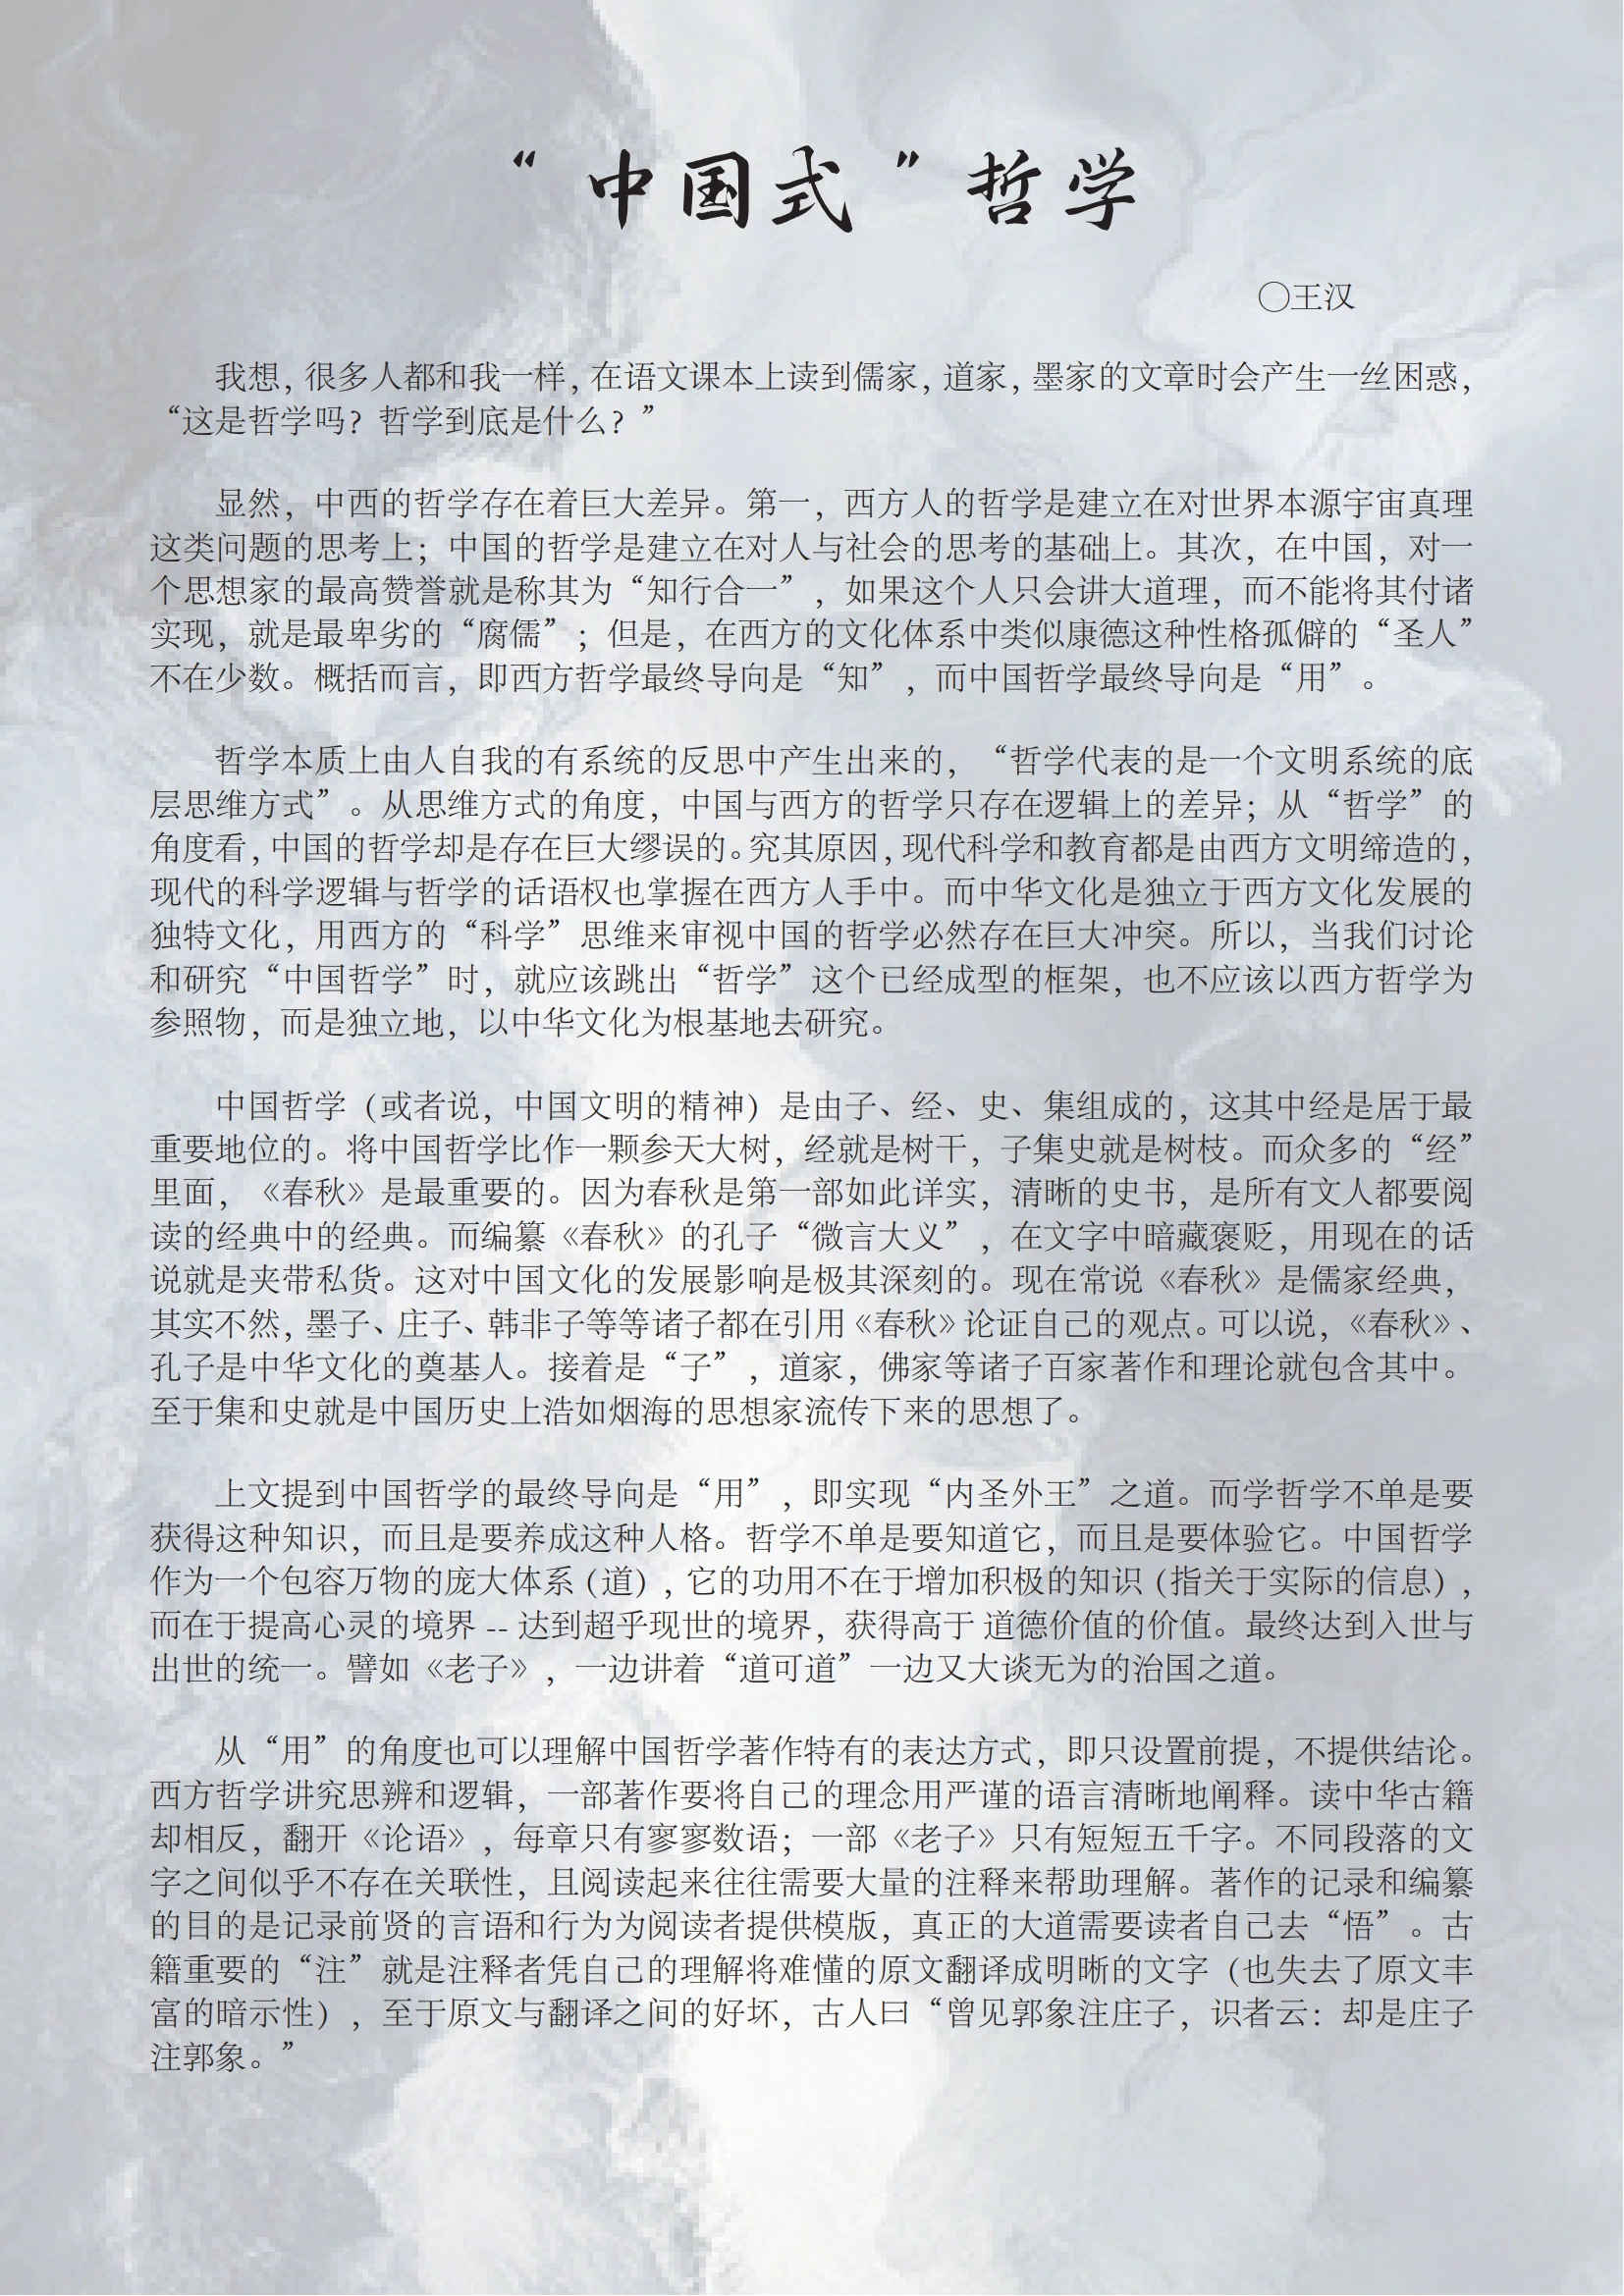 “中国式”哲学
〇王汉
我想，很多人都和我一样，在语文课本上读到儒家，道家，墨家的文章时会产生一丝困惑，
“这是哲学吗？哲学到底是什么？”
显然，中西的哲学存在着巨大差异。第一，西方人的哲学是建立在对世界本源宇宙真理
这类问题的思考上；中国的哲学是建立在对人与社会的思考的基础上。其次，在中国，对一
个思想家的最高赞誉就是称其为“知行合一”，如果这个人只会讲大道理，而不能将其付诸
实现，就是最卑劣的“腐儒”；但是，在西方的文化体系中类似康德这种性格孤僻的“圣人”
不在少数。概括而言，即西方哲学最终导向是“知”，而中国哲学最终导向是“用”。
哲学本质上由人自我的有系统的反思中产生出来的，“哲学代表的是一个文明系统的底
层思维方式”。从思维方式的角度，中国与西方的哲学只存在逻辑上的差异；从“哲学”的
角度看，中国的哲学却是存在巨大缪误的。究其原因，现代科学和教育都是由西方文明缔造的，
现代的科学逻辑与哲学的话语权也掌握在西方人手中。而中华文化是独立于西方文化发展的
独特文化，用西方的“科学”思维来审视中国的哲学必然存在巨大冲突。所以，当我们讨论
和研究“中国哲学”时，就应该跳出“哲学”这个已经成型的框架，也不应该以西方哲学为
参照物，而是独立地，以中华文化为根基地去研究。
中国哲学（或者说，中国文明的精神）是由子、经、史、集组成的，这其中经是居于最
重要地位的。将中国哲学比作一颗参天大树，经就是树干，子集史就是树枝。而众多的“经”
里面，《春秋》是最重要的。因为春秋是第一部如此详实，清晰的史书，是所有文人都要阅
读的经典中的经典。而编纂《春秋》的孔子“微言大义”，在文字中暗藏褒贬，用现在的话
说就是夹带私货。这对中国文化的发展影响是极其深刻的。现在常说《春秋》是儒家经典，
其实不然，墨子、庄子、韩非子等等诸子都在引用《春秋》论证自己的观点。可以说，《春秋》、
孔子是中华文化的奠基人。接着是“子”，道家，佛家等诸子百家著作和理论就包含其中。
至于集和史就是中国历史上浩如烟海的思想家流传下来的思想了。
上文提到中国哲学的最终导向是“用”，即实现“内圣外王”之道。而学哲学不单是要
获得这种知识，而且是要养成这种人格。哲学不单是要知道它，而且是要体验它。中国哲学
作为一个包容万物的庞大体系（道），它的功用不在于增加积极的知识（指关于实际的信息），
而在于提高心灵的境界 -- 达到超乎现世的境界，获得高于 道德价值的价值。最终达到入世与
出世的统一。譬如《老子》，一边讲着“道可道”一边又大谈无为的治国之道。
从“用”的角度也可以理解中国哲学著作特有的表达方式，即只设置前提，不提供结论。
西方哲学讲究思辨和逻辑，一部著作要将自己的理念用严谨的语言清晰地阐释。读中华古籍
却相反，翻开《论语》，每章只有寥寥数语；一部《老子》只有短短五千字。不同段落的文
字之间似乎不存在关联性，且阅读起来往往需要大量的注释来帮助理解。著作的记录和编纂
的目的是记录前贤的言语和行为为阅读者提供模版，真正的大道需要读者自己去“悟”。古
籍重要的“注”就是注释者凭自己的理解将难懂的原文翻译成明晰的文字（也失去了原文丰
富的暗示性），至于原文与翻译之间的好坏，古人曰“曾见郭象注庄子，识者云：却是庄子
注郭象。”